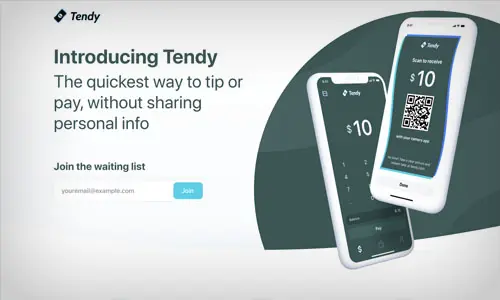 Tendy
Introducing Tendy
The quickest way to tip or
pay, without sharing
personal info
Join the waiting list
youremail@example.com
Join
Tendy
$10
Pay
$
Tendy
Scan to receive
$10
with your camera app
Done